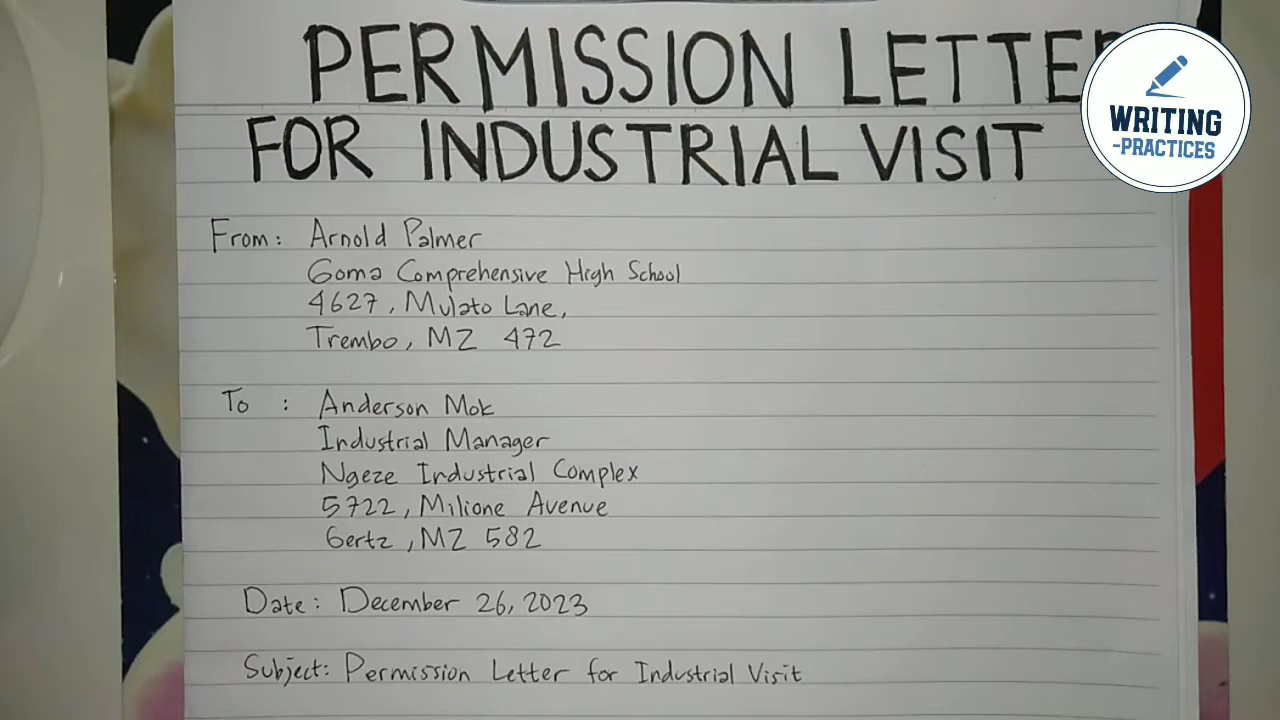 PERMISSION LETTE
FOR INDUSTRIAL VISIT
WRITING
-PRACTICES
From: Arnold Palmer
Goma Comprehensive High School
4627, Mulato Lane,
Trembo, MZ 472
To : Anderson Mok
Industrial Manager
Ngeze Industrial Complex
5722, Milione Avenue
Gertz, MZ 582
Date: December 26, 2023
Subject: Permission Letter for Industrial Visit